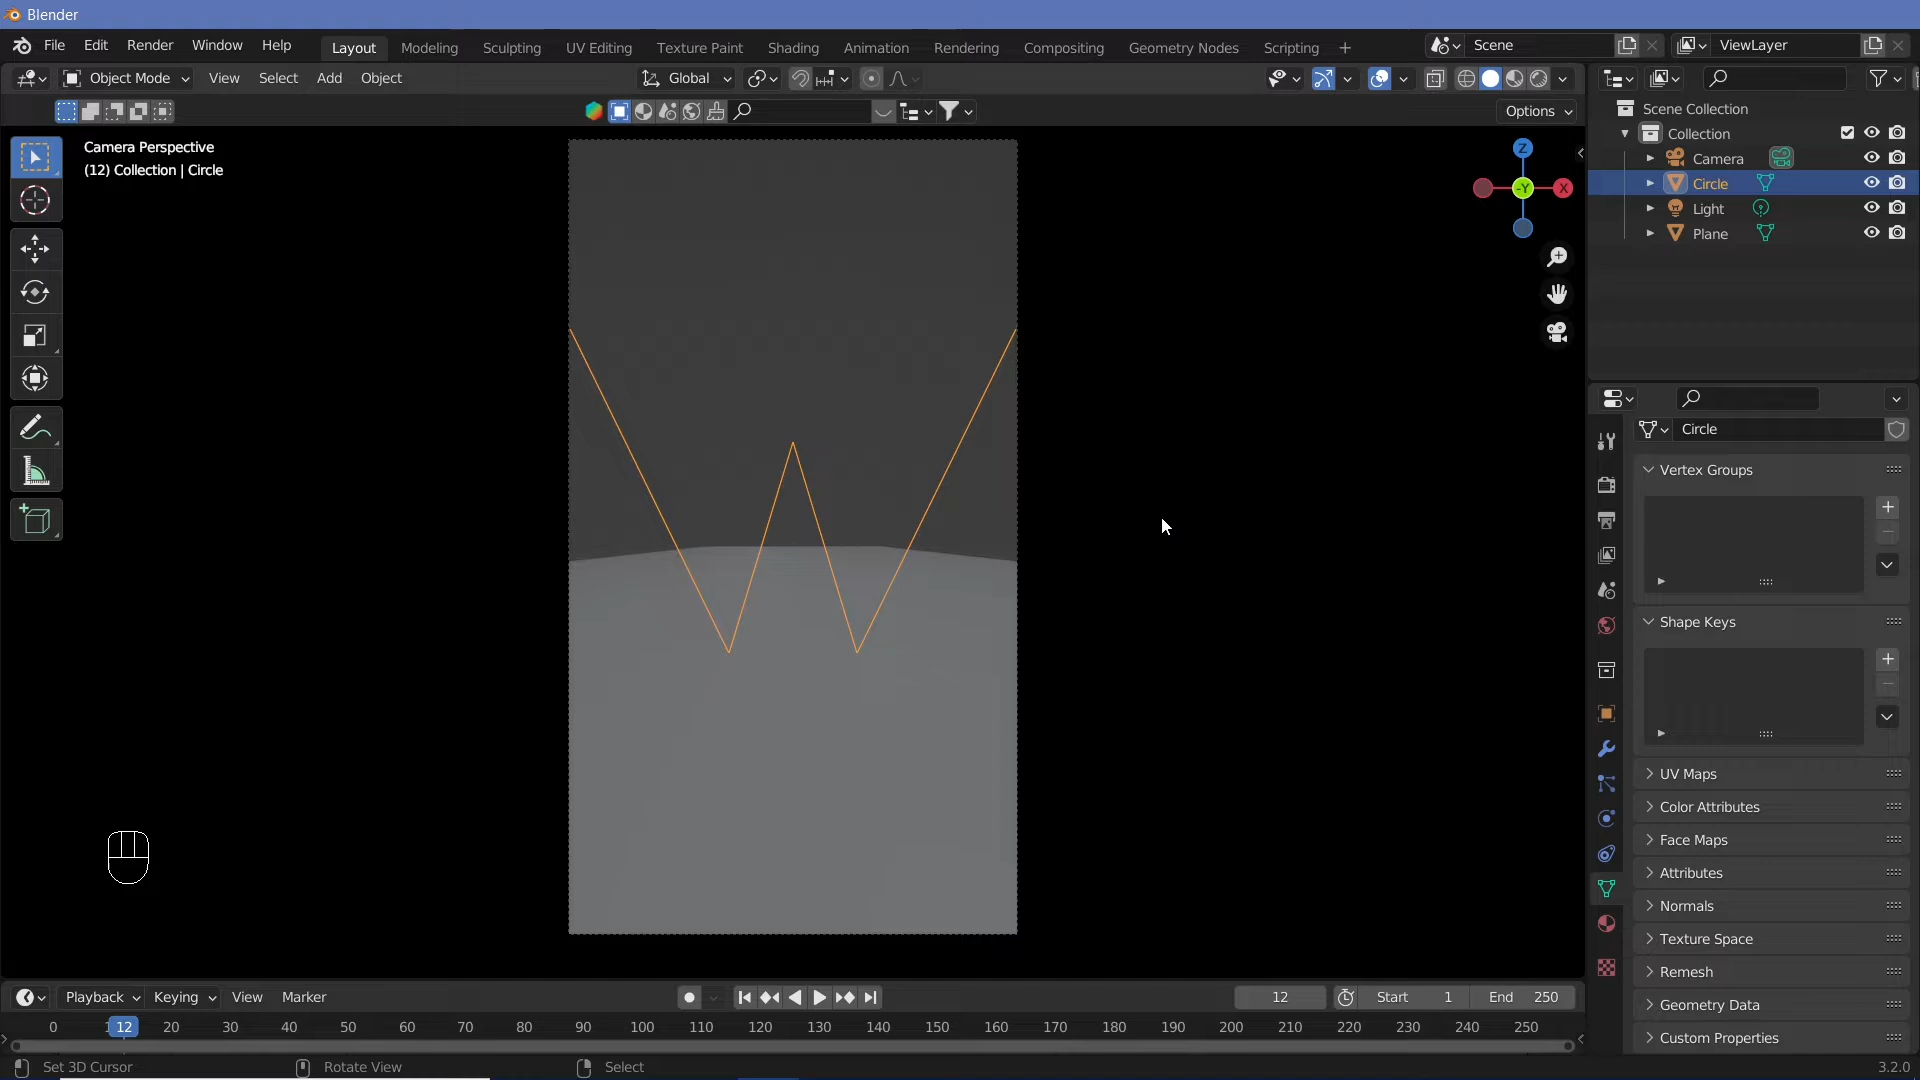 Blender
File Edit Render Window Help Layout Modeling Sculpting UV Editing Texture Paint Shading Animation Rendering Compositing Geometry Nodes Scripting + Scene ViewLayer
Object Mode View Select Add Object Global
Options
Camera Perspective
(12) Collection | Circle
Z
-Y
X
Scene Collection
Collection
Camera
Circle
Light
Plane
Circle
Vertex Groups
Shape Keys
UV Maps
Color Attributes
Face Maps
Attributes
Normals
Texture Space
Remesh
Geometry Data
Custom Properties
Playback Keying View Marker 12 Start 1 End 250
0 12 20 30 40 50 60 70 80 90 100 110 120 130 140 150 160 170 180 190 200 210 220 230 240 250
Set 3D Cursor Rotate View Select 3.2.0